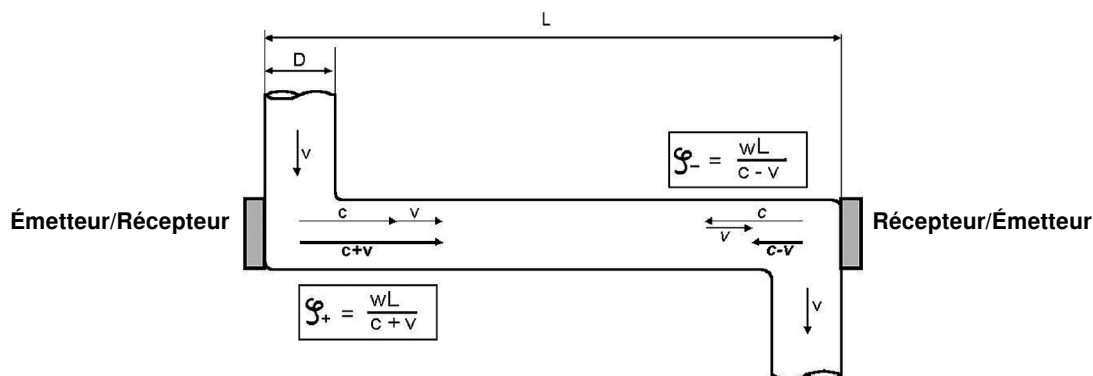 L
D
v
𝒮₋ = wL / (c - v)
Émetteur/Récepteur
c v
c+v
c
v c-v
Récepteur/Émetteur
𝒮₊ = wL / (c + v)
v